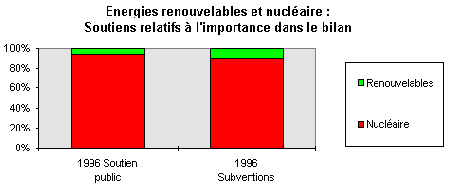 Energies renouvelables et nucléaire :
Soutiens relatifs à l'importance dans le bilan
100%
80%
60%
40%
20%
0%
1996 Soutien
public
1996
Subvertions
Renouvelables
Nucléaire